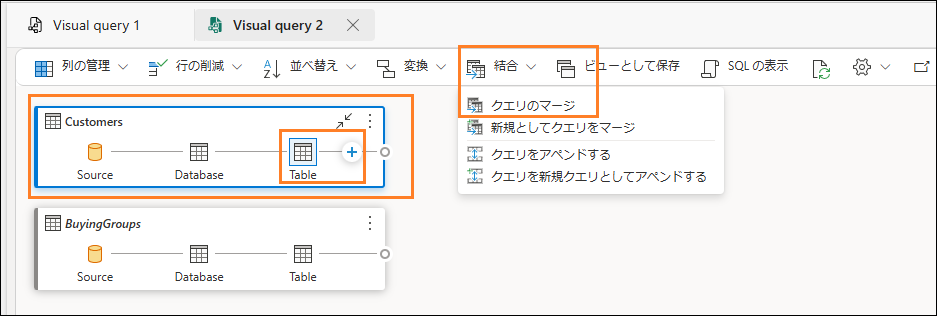 Visual query 1
Visual query 2
列の管理 行の削減 並べ替え 変換 結合 ビューとして保存 SQL の表示
クエリのマージ
新規としてクエリをマージ
クエリをアペンドする
クエリを新規クエリとしてアペンドする
Customers
Source Database Table
BuyingGroups
Source Database Table